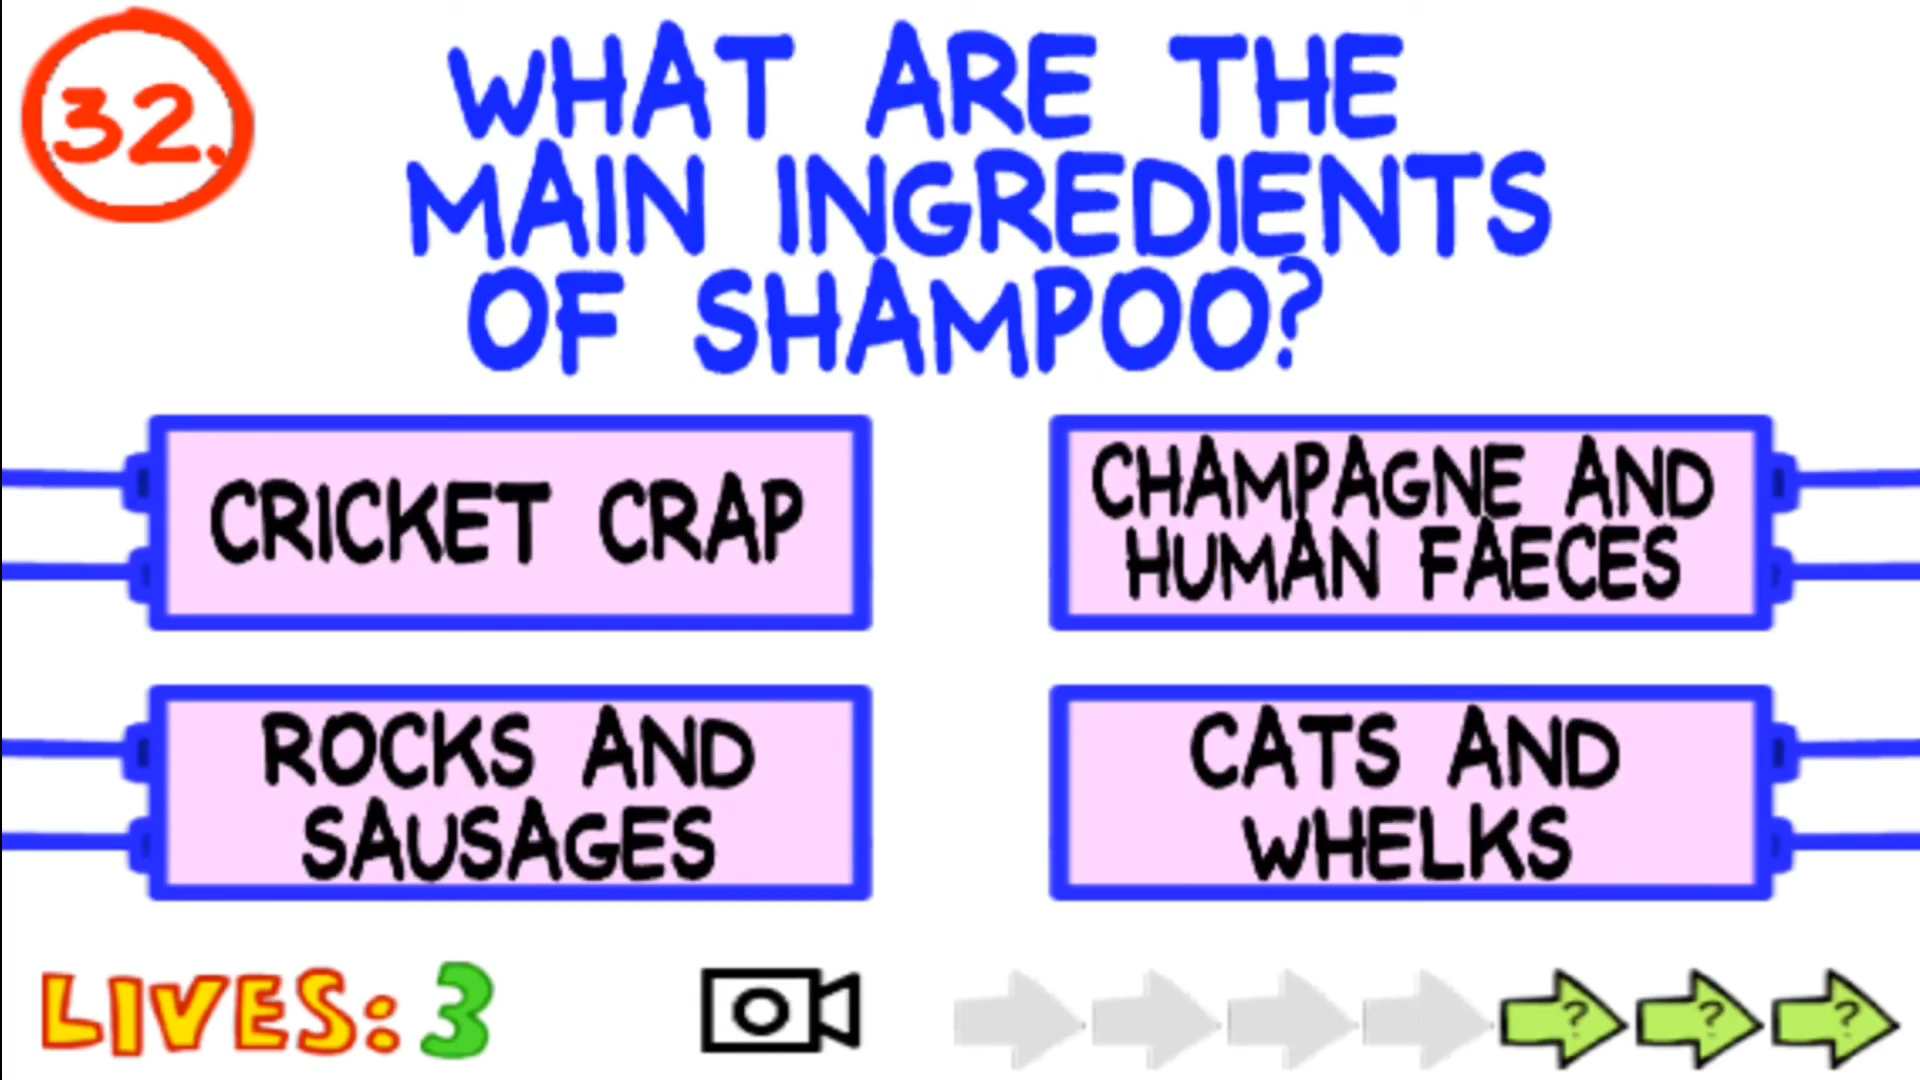 32.
WHAT ARE THE
MAIN INGREDIENTS
OF SHAMPOO?
CRICKET CRAP
CHAMPAGNE AND
HUMAN FAECES
ROCKS AND
SAUSAGES
CATS AND
WHELKS
LIVES: 3
? ? ?